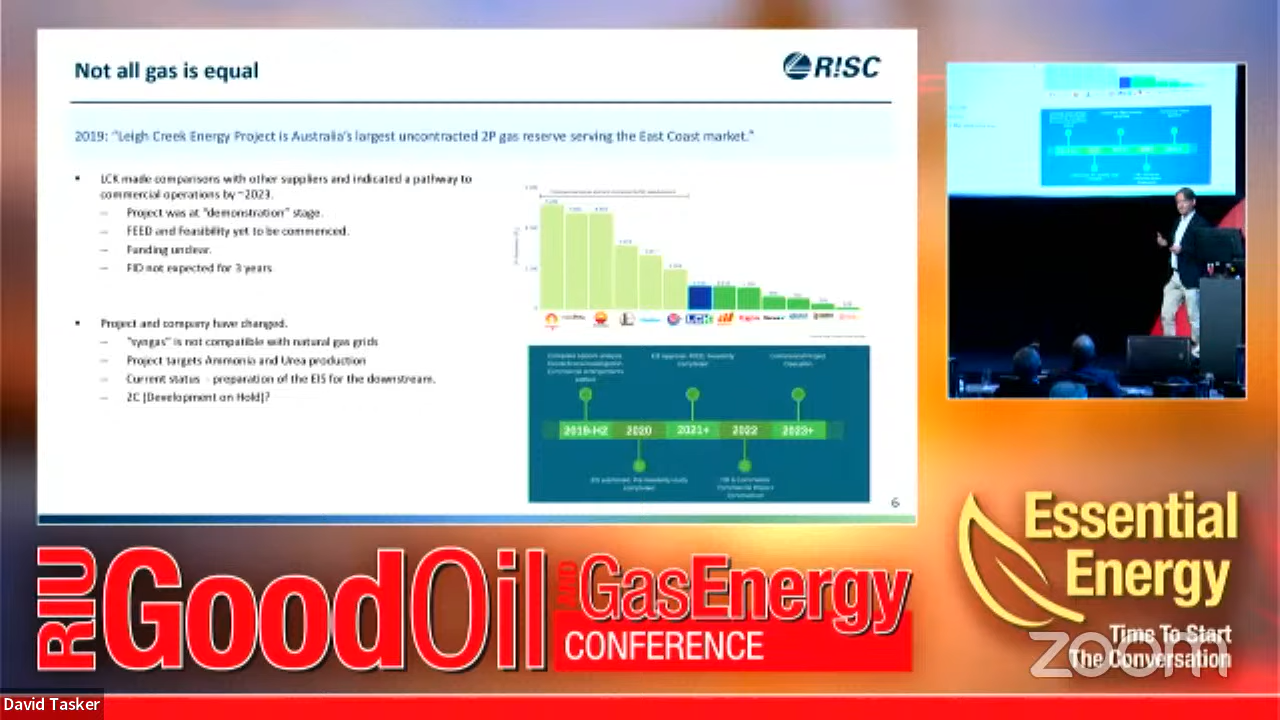 Not all gas is equal
R!SC
2019: "Leigh Creek Energy Project is Australia's largest uncontracted 2P gas reserve serving the East Coast market."
▪ LCK made comparisons with other suppliers and indicated a pathway to
commercial operations by ~2023.
– Project was at "demonstration" stage.
– FEED and Feasibility yet to be commenced.
– Funding unclear.
– FID not expected for 3 years
▪ Project and company have changed.
– "syngas" is not compatible with natural gas grids
– Project targets Ammonia and Urea production
– Current status - preparation of the EIS for the downstream.
– 2C (Development on Hold)?
LCK
2019-H2 2020 2021+ 2022 2023+
6
RIU GoodOil AND GasEnergy
CONFERENCE
Essential
Energy
Time To Start
The Conversation
zoom
David Tasker